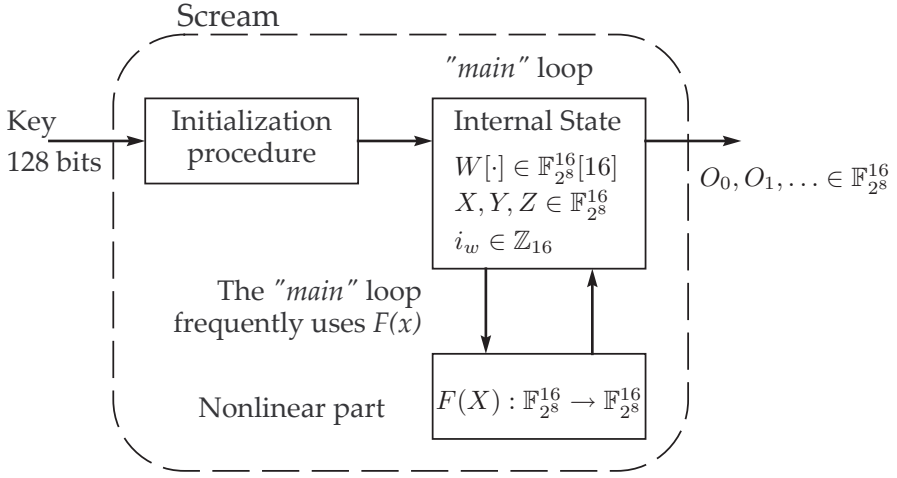 Scream
"main" loop
Key
128 bits
Initialization
procedure
Internal State
W[·] ∈ 𝔽_{2^8}^{16}[16]
X, Y, Z ∈ 𝔽_{2^8}^{16}
i_w ∈ ℤ_{16}
O_0, O_1, … ∈ 𝔽_{2^8}^{16}
The "main" loop
frequently uses F(x)
Nonlinear part
F(X) : 𝔽_{2^8}^{16} → 𝔽_{2^8}^{16}